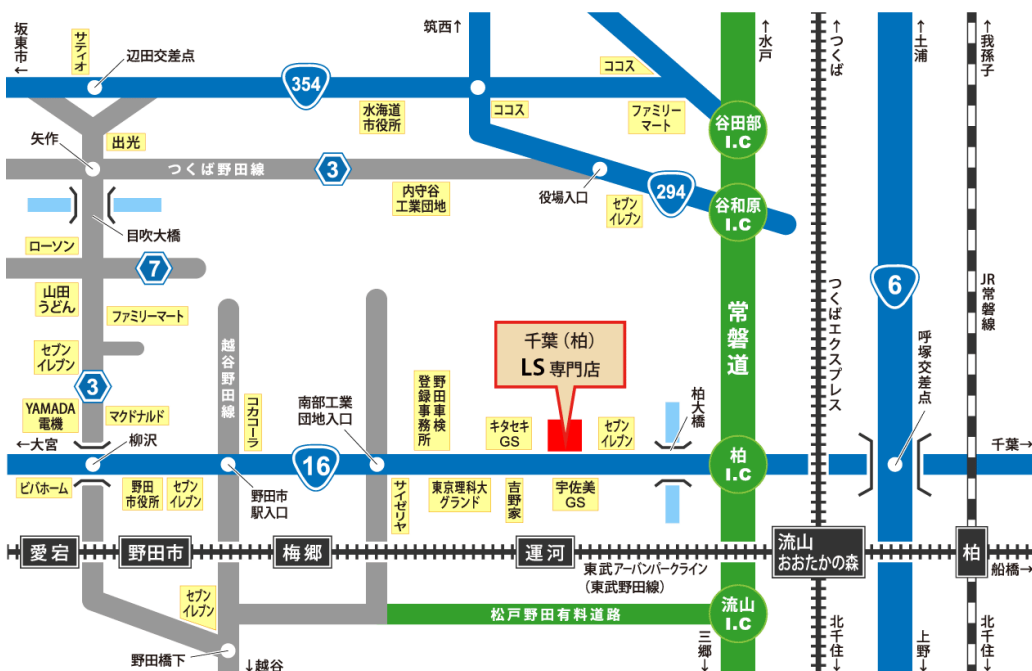 坂東市←
サティオ
辺田交差点
354
水海道
市役所
筑西↑
ココス
ココス
ファミリー
マート
↑水戸
谷田部
I.C
↑つくば
↑土浦
↑我孫子
矢作
出光
つくば野田線
3
内守谷
工業団地
役場入口
セブン
イレブン
294
谷和原
I.C
目吹大橋
ローソン
7
山田
うどん
ファミリーマート
セブン
イレブン
3
YAMADA
電機
マクドナルド
←大宮
柳沢
越谷野田線
コカコーラ
南部工業
団地入口
野田車検
登録事務所
千葉（柏）
LS 専門店
キタセキ
GS
セブン
イレブン
柏大橋
常磐道
つくばエクスプレス
6
JR常磐線
呼塚交差点
千葉→
16
柏
I.C
ビバホーム
野田
市役所
セブン
イレブン
野田市
駅入口
サイゼリヤ
東京理科大
グランド
吉野家
宇佐美
GS
愛宕
野田市
梅郷
運河
東武アーバンパークライン
（東武野田線）
流山
おおたかの森
柏
船橋→
セブン
イレブン
松戸野田有料道路
流山
I.C
野田橋下
↓越谷
三郷↓
北千住↓
上野↓
北千住↓